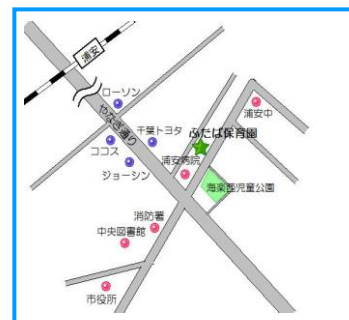 浦安
ローソン
やなぎ通り
千葉トヨタ
ふたば保育園
浦安中
ココス
ジョーシン
浦安病院
海楽児童公園
消防署
中央図書館
市役所